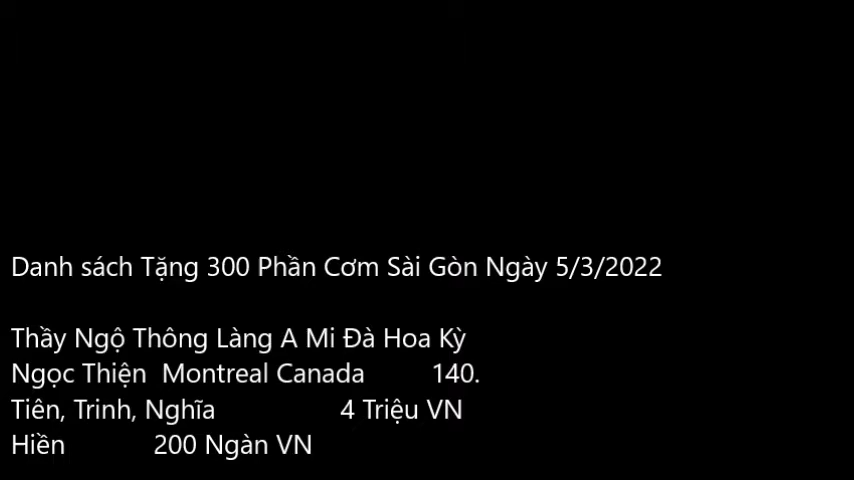 Danh sách Tặng 300 Phần Cơm Sài Gòn Ngày 5/3/2022
Thầy Ngộ Thông Làng A Mi Đà Hoa Kỳ
Ngọc Thiện Montreal Canada 140.
Tiên, Trinh, Nghĩa 4 Triệu VN
Hiền 200 Ngàn VN